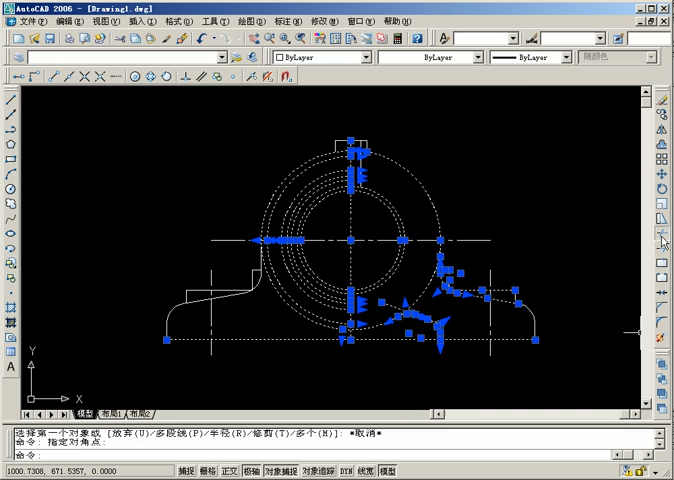 AutoCAD 2006 - [Drawing1.dwg]
文件(F) 编辑(E) 视图(V) 插入(I) 格式(O) 工具(T) 绘图(D) 标注(N) 修改(M) 窗口(W) 帮助(H)
ByLayer ByLayer ByLayer 随颜色
A
Y
X
模型 布局1 布局2
选择第一个对象或 [放弃(U)/多段线(P)/半径(R)/修剪(T)/多个(M)]: *取消*
命令: 指定对角点:
命令:
1000.7308, 671.5357, 0.0000 捕捉 栅格 正交 极轴 对象捕捉 对象追踪 DYN 线宽 模型